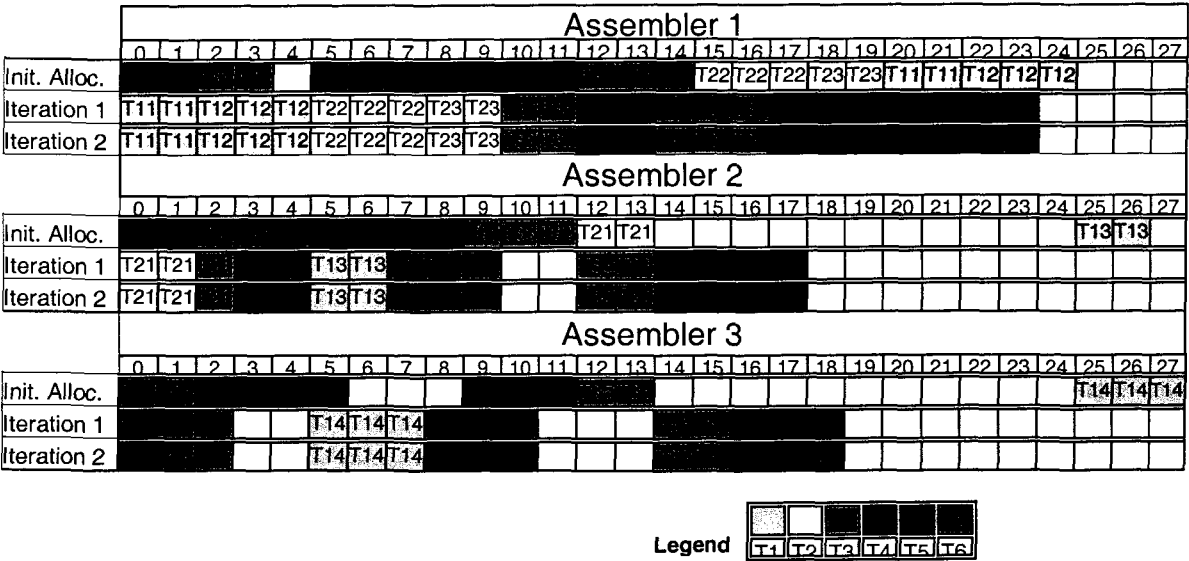 Assembler 1
0 1 2 3 4 5 6 7 8 9 10 11 12 13 14 15 16 17 18 19 20 21 22 23 24 25 26 27
Init. Alloc. T22 T22 T22 T23 T23 T11 T11 T12 T12 T12
Iteration 1 T11 T11 T12 T12 T12 T22 T22 T22 T23 T23
Iteration 2 T11 T11 T12 T12 T12 T22 T22 T22 T23 T23
Assembler 2
0 1 2 3 4 5 6 7 8 9 10 11 12 13 14 15 16 17 18 19 20 21 22 23 24 25 26 27
Init. Alloc. T21 T21 T13 T13
Iteration 1 T21 T21 T13 T13
Iteration 2 T21 T21 T13 T13
Assembler 3
0 1 2 3 4 5 6 7 8 9 10 11 12 13 14 15 16 17 18 19 20 21 22 23 24 25 26 27
Init. Alloc. T14 T14 T14
Iteration 1 T14 T14 T14
Iteration 2 T14 T14 T14
Legend T1 T2 T3 T4 T5 T6